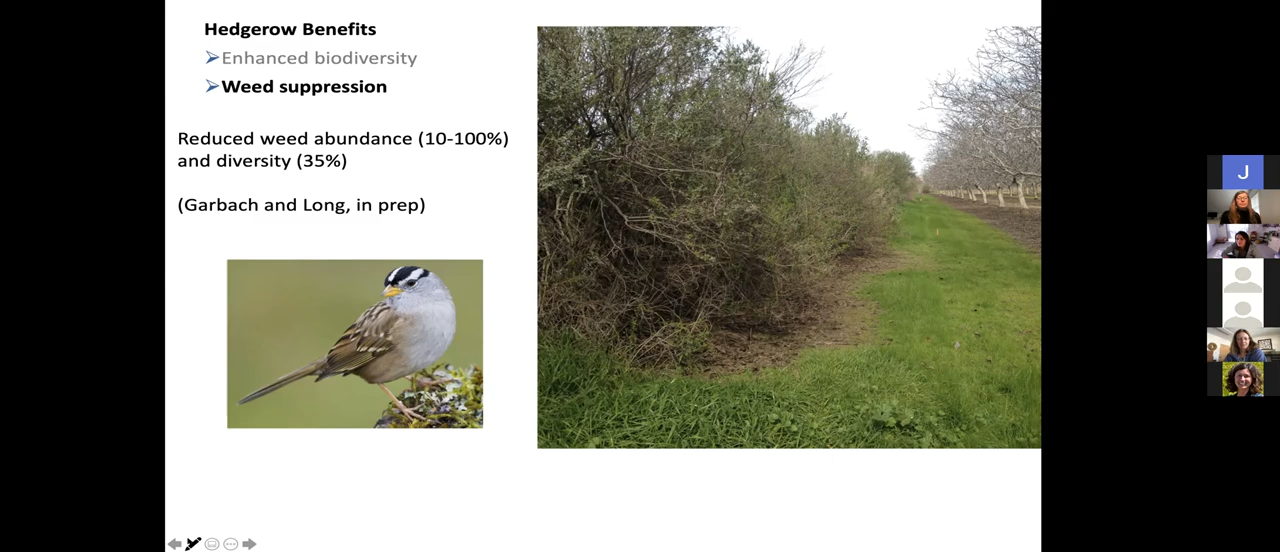 Hedgerow Benefits
Enhanced biodiversity
Weed suppression
Reduced weed abundance (10-100%)
and diversity (35%)
(Garbach and Long, in prep)
J